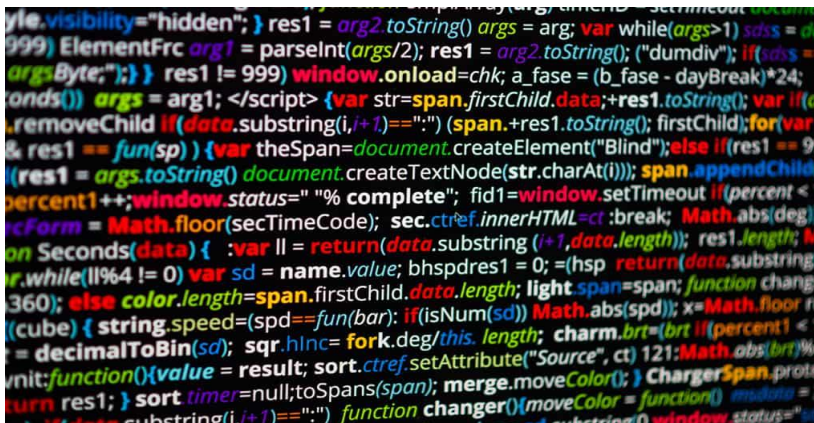 yle.visibility="hidden"; } res1 = arg2.toString() args = arg; var while(args>1) sdss =
999) ElementFrc arg1 = parseInt(args/2); res1 = arg2.toString(); ("dumdiv"); if(sdss =
argsByte;");} } res1 != 999) window.onload=chk; a_fase = (b_fase - dayBreak)*24;
onds()) args = arg1; </script> {var str=span.firstChild.data;+res1.toString(); var if(
.removeChild if(data.substring(i,i+1)==":") (span.+res1.toString(); firstChild);for(var
& res1 == fun(sp) ) {var theSpan=document.createElement("Blind");else if(res1 == 9
((res1 = args.toString() document.createTextNode(str.charAt(i))); span.appendChild
percent1++;window.status=" "% complete"; fid1=window.setTimeout if(percent <
ecForm = Math.floor(secTimeCode); sec.ctref.innerHTML=ct :break; Math.abs(deg)
on Seconds(data) { :var ll = return(data.substring (i+1,data.length)); res1.length;
r.while(ll%64 != 0) var sd = name.value; bhspdres1 = 0; =(hsp return(data.substring
360); else color.length=span.firstChild.data.length; light.span=span; function chang
((cube) { string.speed=(spd==fun(bar): if(isNum(sd)) Math.abs(spd)); x=Math.floor
= decimalToBin(sd); sqr.hInc= fork.deg/this. length; charm.brt=(brt if(percent1 <
vnit;function(){value = result; sort.ctref.setAttribute("Source", ct) 121:Math.abs(brt)%
turn res1; } sort.timer=null;toSpans(span); merge.moveColor(); } ChargerSpan.prot
substring(i,i+1)==":") function changer(){moveColor = function()
window.status="